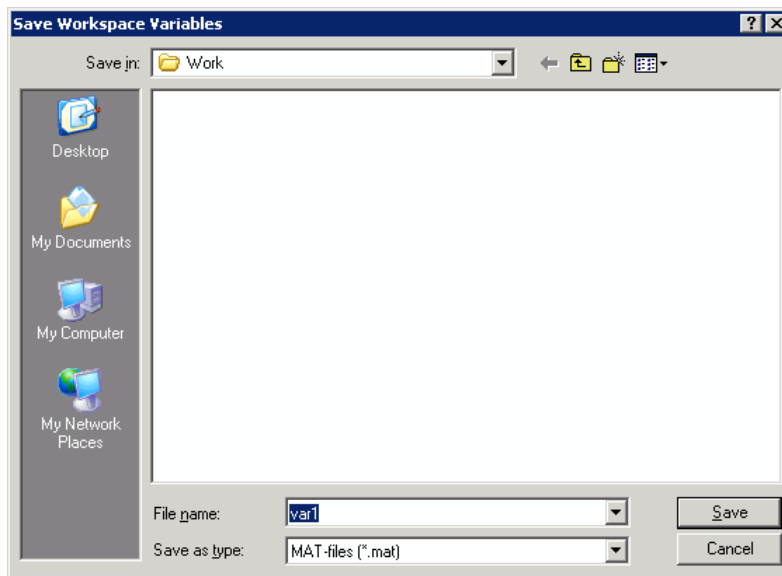 Save Workspace Variables
Save in: Work
Desktop
My Documents
My Computer
My Network
Places
File name: var1 Save
Save as type: MAT-files (*.mat) Cancel